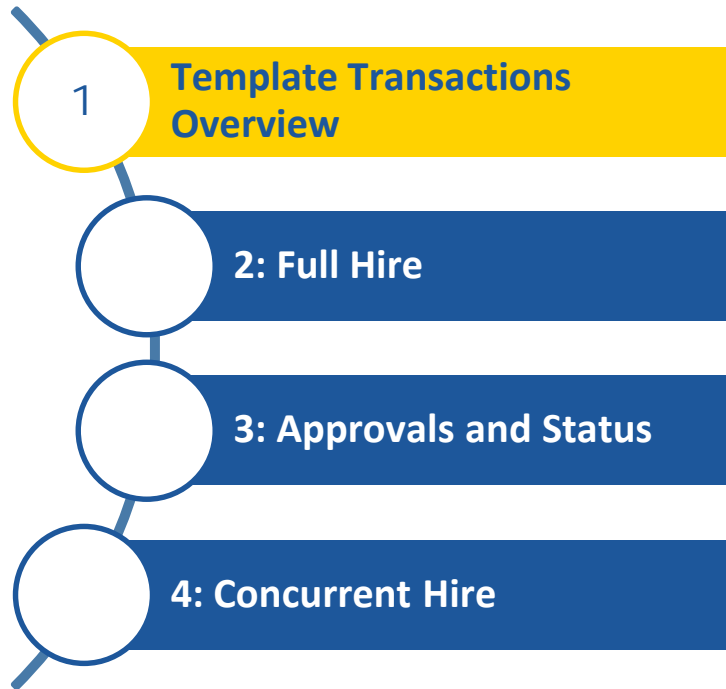 1
Template Transactions
Overview
2: Full Hire
3: Approvals and Status
4: Concurrent Hire